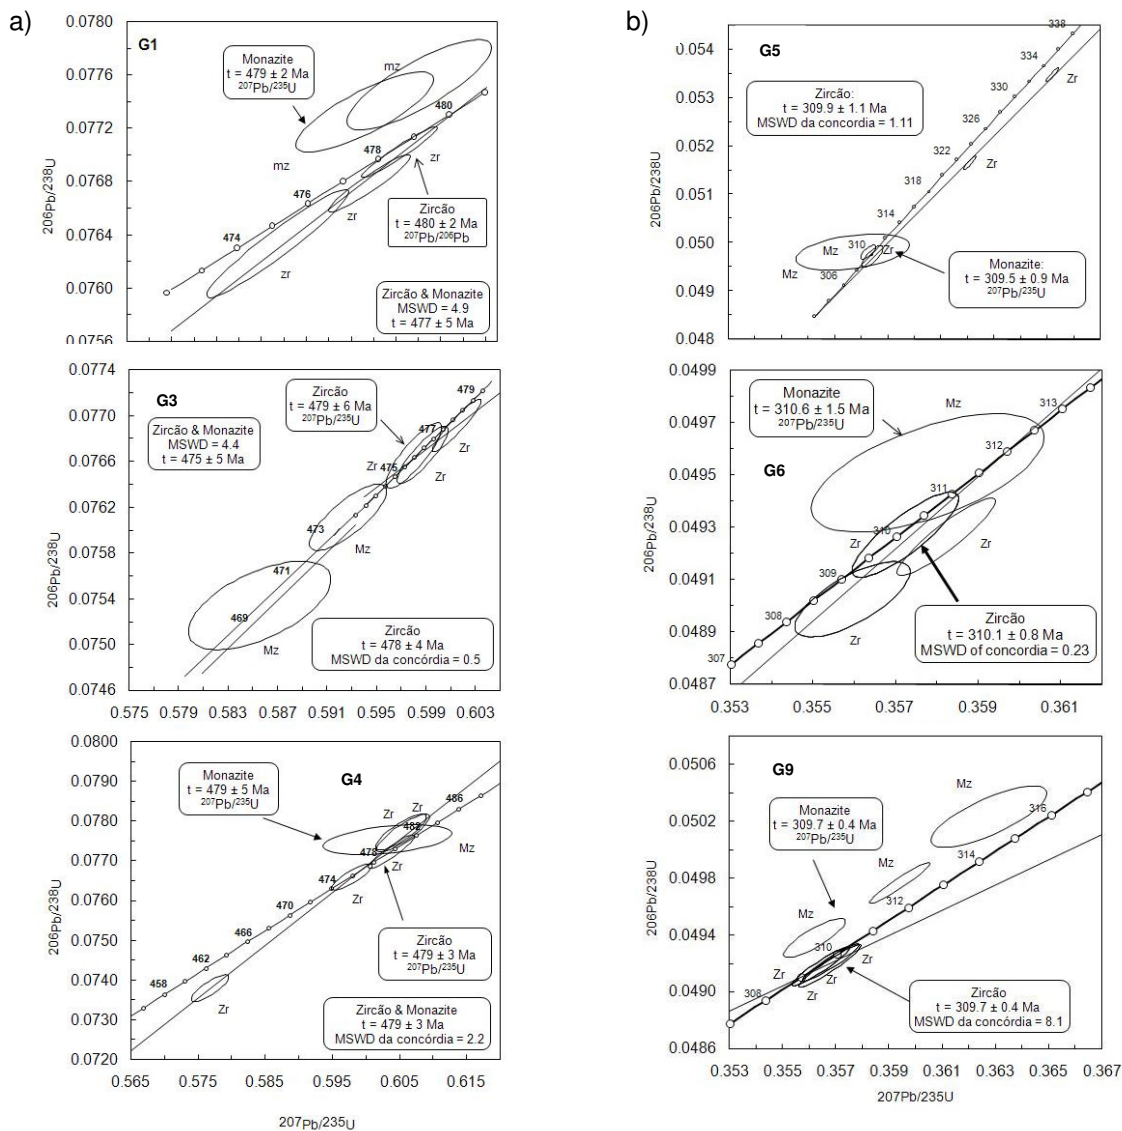 a)
G1
0.0780
0.0776
0.0772
0.0768
0.0764
0.0760
0.0756
206Pb/238U
Monazite
t = 479 ± 2 Ma
207Pb/235U
mz
mz
480
478
476
474
zr
zr
zr
Zircão
t = 480 ± 2 Ma
207Pb/206Pb
Zircão & Monazite
MSWD = 4.9
t = 477 ± 5 Ma
G3
0.0774
0.0770
0.0766
0.0762
0.0758
0.0754
0.0750
0.0746
206Pb/238U
Zircão & Monazite
MSWD = 4.4
t = 475 ± 5 Ma
Zircão
t = 479 ± 6 Ma
207Pb/235U
479
477
475
473
471
469
Zr
Zr
Mz
Mz
Zircão
t = 478 ± 4 Ma
MSWD da concórdia = 0.5
0.575 0.579 0.583 0.587 0.591 0.595 0.599 0.603
G4
0.0800
0.0790
0.0780
0.0770
0.0760
0.0750
0.0740
0.0730
0.0720
206Pb/238U
Monazite
t = 479 ± 5 Ma
207Pb/235U
486
482
478
474
470
466
462
458
Zr
Zr
Mz
Zr
Zr
Zr
Zircão
t = 479 ± 3 Ma
207Pb/235U
Zircão & Monazite
t = 479 ± 3 Ma
MSWD da concórdia = 2.2
0.565 0.575 0.585 0.595 0.605 0.615
207Pb/235U
b)
G5
0.054
0.053
0.052
0.051
0.050
0.049
0.048
206Pb/238U
Zircão:
t = 309.9 ± 1.1 Ma
MSWD da concordia = 1.11
338
334
330
326
322
318
314
310
306
Zr
Zr
Mz
Zr
Mz
Monazite:
t = 309.5 ± 0.9 Ma
207Pb/235U
G6
0.0499
0.0497
0.0495
0.0493
0.0491
0.0489
0.0487
206Pb/238U
Monazite
t = 310.6 ± 1.5 Ma
207Pb/235U
Mz
313
312
311
310
309
308
307
Zr
Zr
Zr
Zircão
t = 310.1 ± 0.8 Ma
MSWD of concordia = 0.23
0.353 0.355 0.357 0.359 0.361
G9
0.0506
0.0502
0.0498
0.0494
0.0490
0.0486
206Pb/238U
Monazite
t = 309.7 ± 0.4 Ma
207Pb/235U
Mz
Mz
Mz
316
314
312
310
308
Zr
Zr
Zr
Zr
Zr
Zircão
t = 309.7 ± 0.4 Ma
MSWD da concórdia = 8.1
0.353 0.355 0.357 0.359 0.361 0.363 0.365 0.367
207Pb/235U